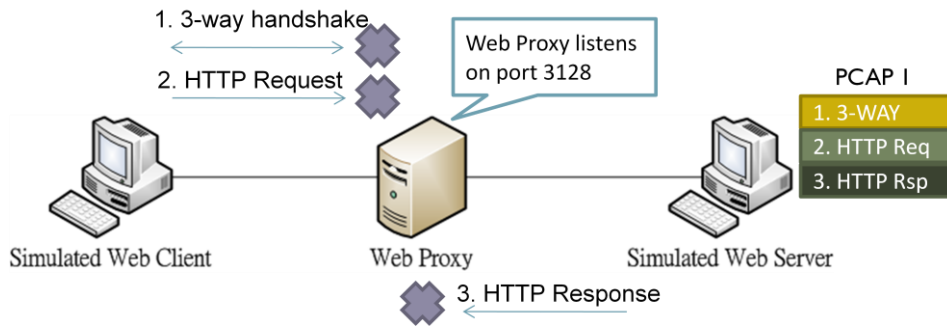 1. 3-way handshake
2. HTTP Request
Web Proxy listens
on port 3128
PCAP I
1. 3-WAY
2. HTTP Req
3. HTTP Rsp
Simulated Web Client
Web Proxy
Simulated Web Server
3. HTTP Response